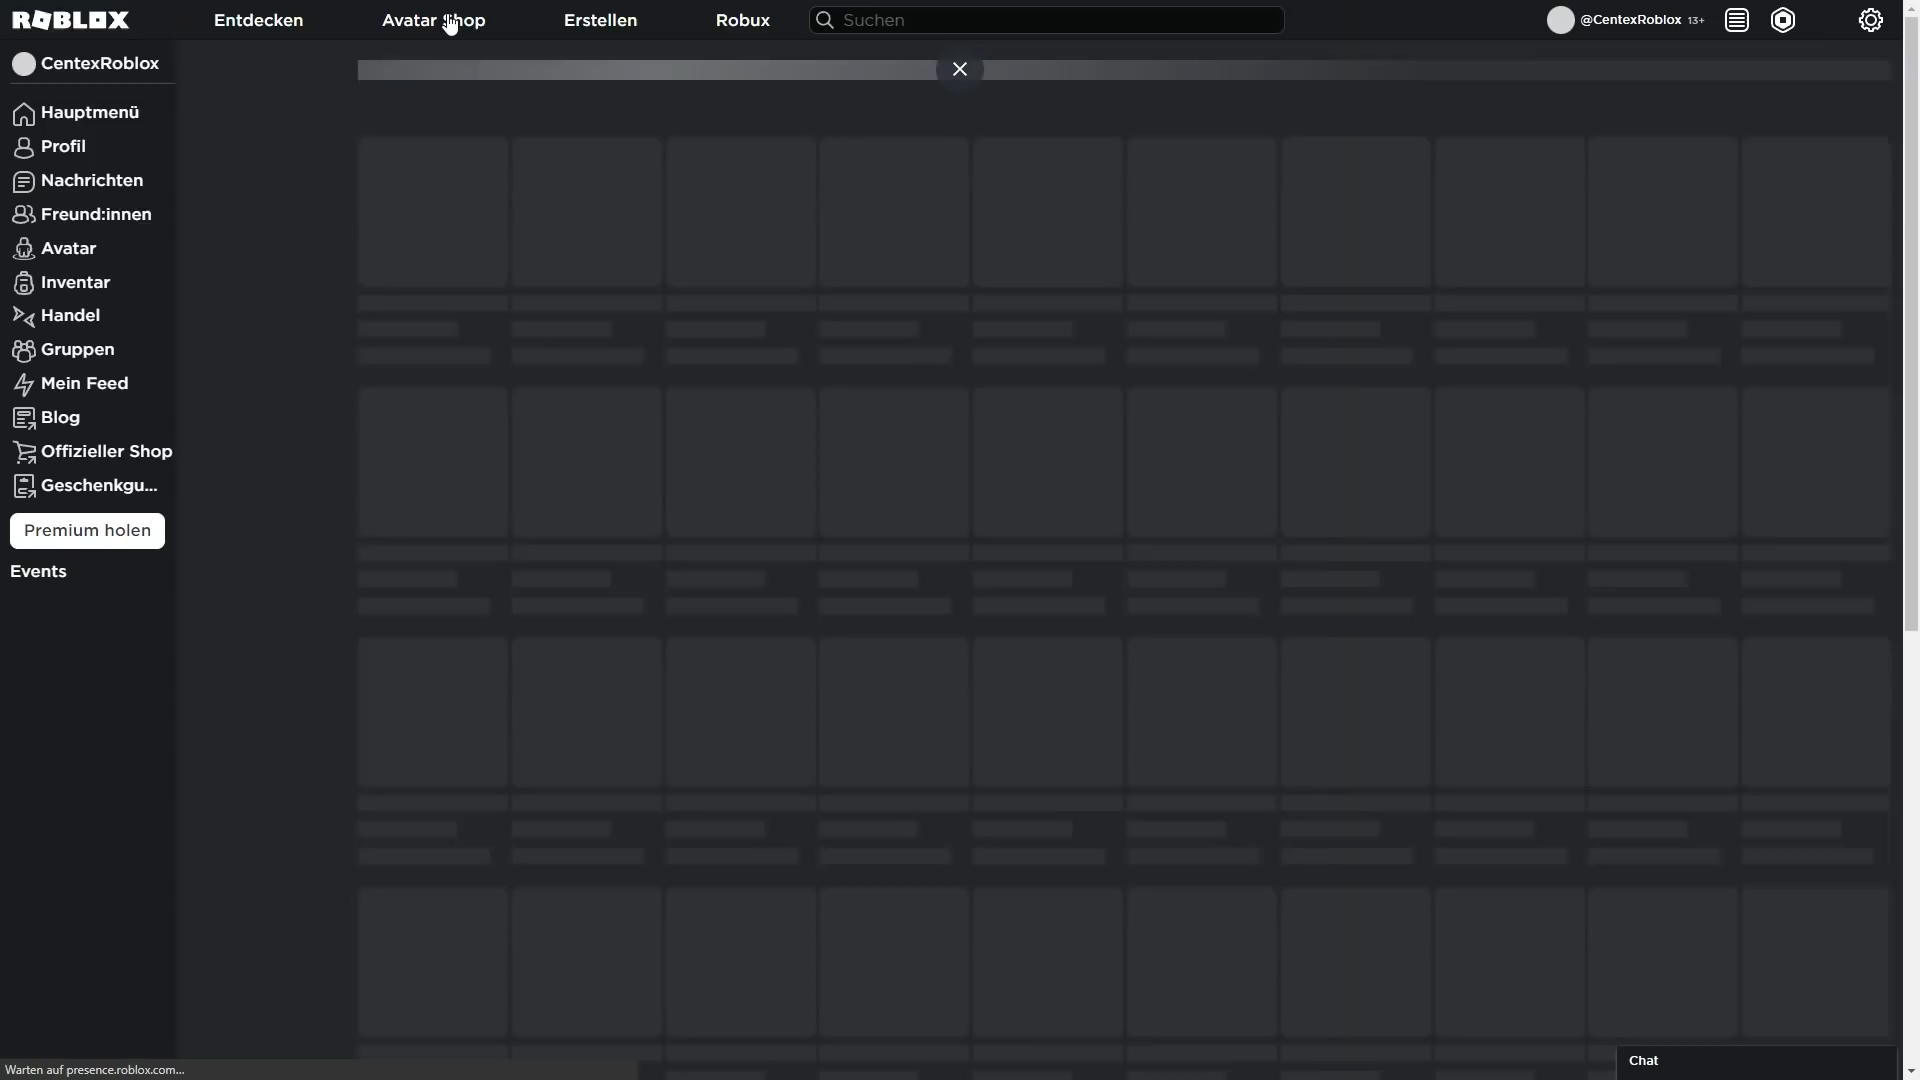 ROBLOX
Entdecken
Avatar Shop
Erstellen
Robux
Suchen
@CentexRoblox 13+
CentexRoblox
Hauptmenü
Profil
Nachrichten
Freund:innen
Avatar
Inventar
Handel
Gruppen
Mein Feed
Blog
Offizieller Shop
Geschenkgu...
Premium holen
Events
Chat
Warten auf presence.roblox.com...